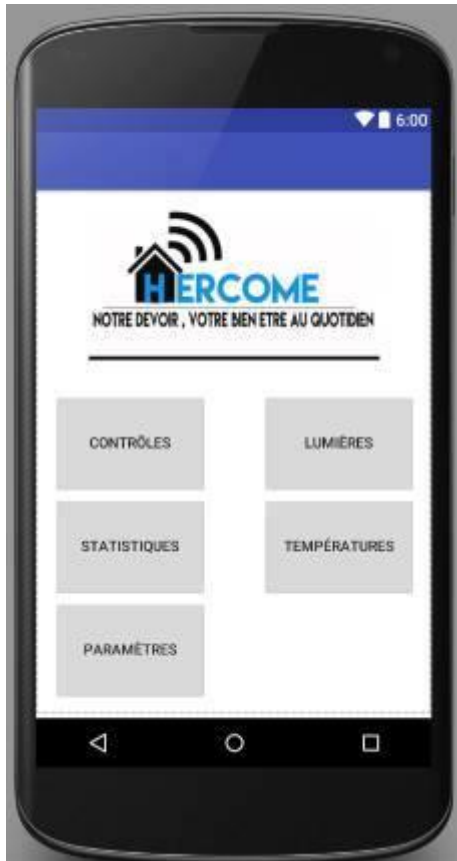 6:00
HERCOME
NOTRE DEVOIR , VOTRE BIEN ETRE AU QUOTIDIEN
CONTRÔLES
LUMIÈRES
STATISTIQUES
TEMPÉRATURES
PARAMÈTRES